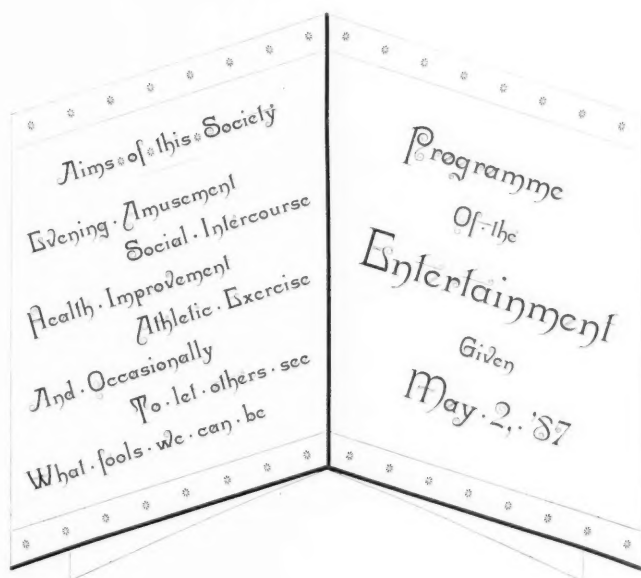 Aims of this Society
Evening · Amusement
Social · Intercourse
Health · Improvement
Athletic · Exercise
And · Occasionally
To · let · others · see
What · fools · we · can · be
Programme
Of · the
Entertainment
Given
May · 2, · '87